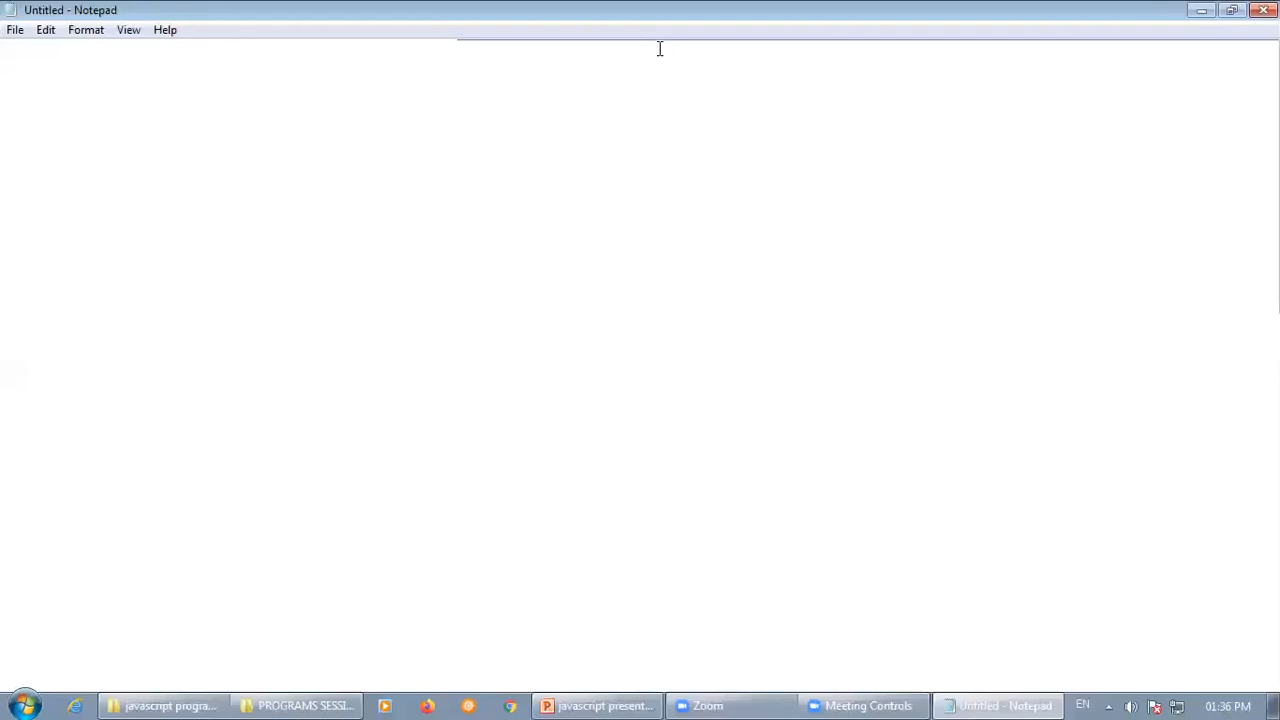 Untitled - Notepad
File Edit Format View Help
javascript progra... PROGRAMS SESSI... javascript present... Zoom Meeting Controls Untitled - Notepad EN 01:36 PM